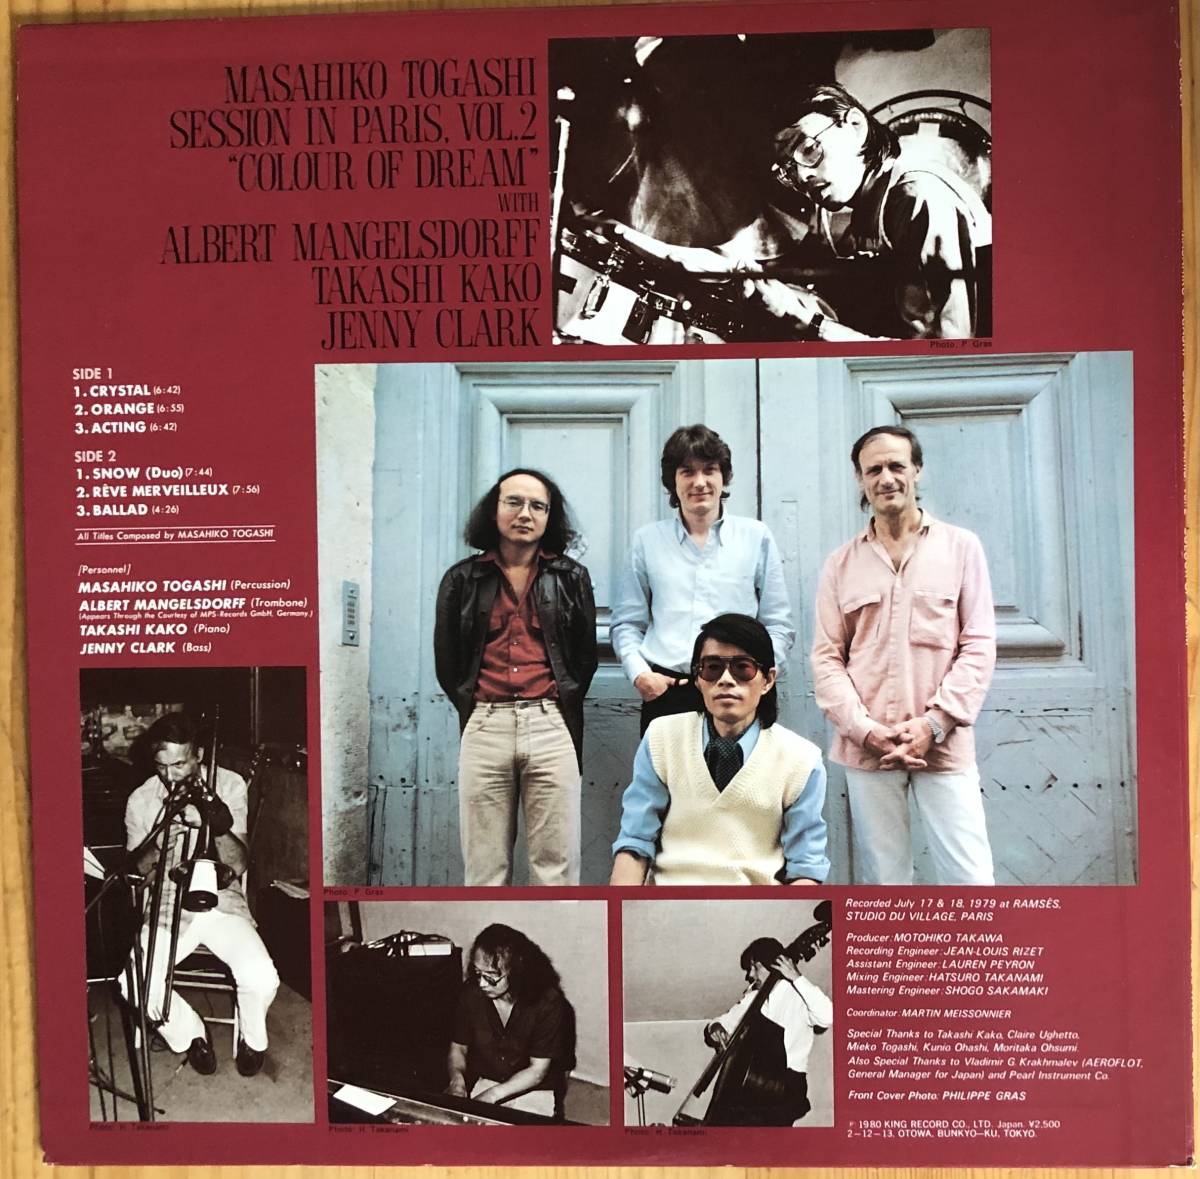 MASAHIKO TOGASHI
SESSION IN PARIS, VOL.2
"COLOUR OF DREAM"
WITH
ALBERT MANGELSDORFF
TAKASHI KAKO
JENNY CLARK
Photo: P. Gras
SIDE 1
1. CRYSTAL (6:42)
2. ORANGE (6:55)
3. ACTING (6:42)
SIDE 2
1. SNOW (Duo) (7:44)
2. RÊVE MERVEILLEUX (7:56)
3. BALLAD (4:26)
All Titles Composed by MASAHIKO TOGASHI
[Personnel]
MASAHIKO TOGASHI (Percussion)
ALBERT MANGELSDORFF (Trombone)
(Appears Through the Courtesy of MPS-Records GmbH, Germany.)
TAKASHI KAKO (Piano)
JENNY CLARK (Bass)
Photo: P. Gras
Photo: H. Takanami
Photo: H. Takanami
Photo: H. Takanami
Recorded July 17 & 18, 1979 at RAMSÈS,
STUDIO DU VILLAGE, PARIS
Producer: MOTOHIKO TAKAWA
Recording Engineer: JEAN-LOUIS RIZET
Assistant Engineer: LAUREN PEYRON
Mixing Engineer: HATSURO TAKANAMI
Mastering Engineer: SHOGO SAKAMAKI
Coordinator: MARTIN MEISSONNIER
Special Thanks to Takashi Kako, Claire Ughetto,
Mieko Togashi, Kunio Ohashi, Moritaka Ohsumi.
Also Special Thanks to Vladimir G. Krakhmalev (AEROFLOT,
General Manager for Japan) and Pearl Instrument Co.
Front Cover Photo: PHILIPPE GRAS
℗ 1980 KING RECORD CO., LTD. Japan. ¥2,500
2-12-13, OTOWA, BUNKYO-KU, TOKYO.